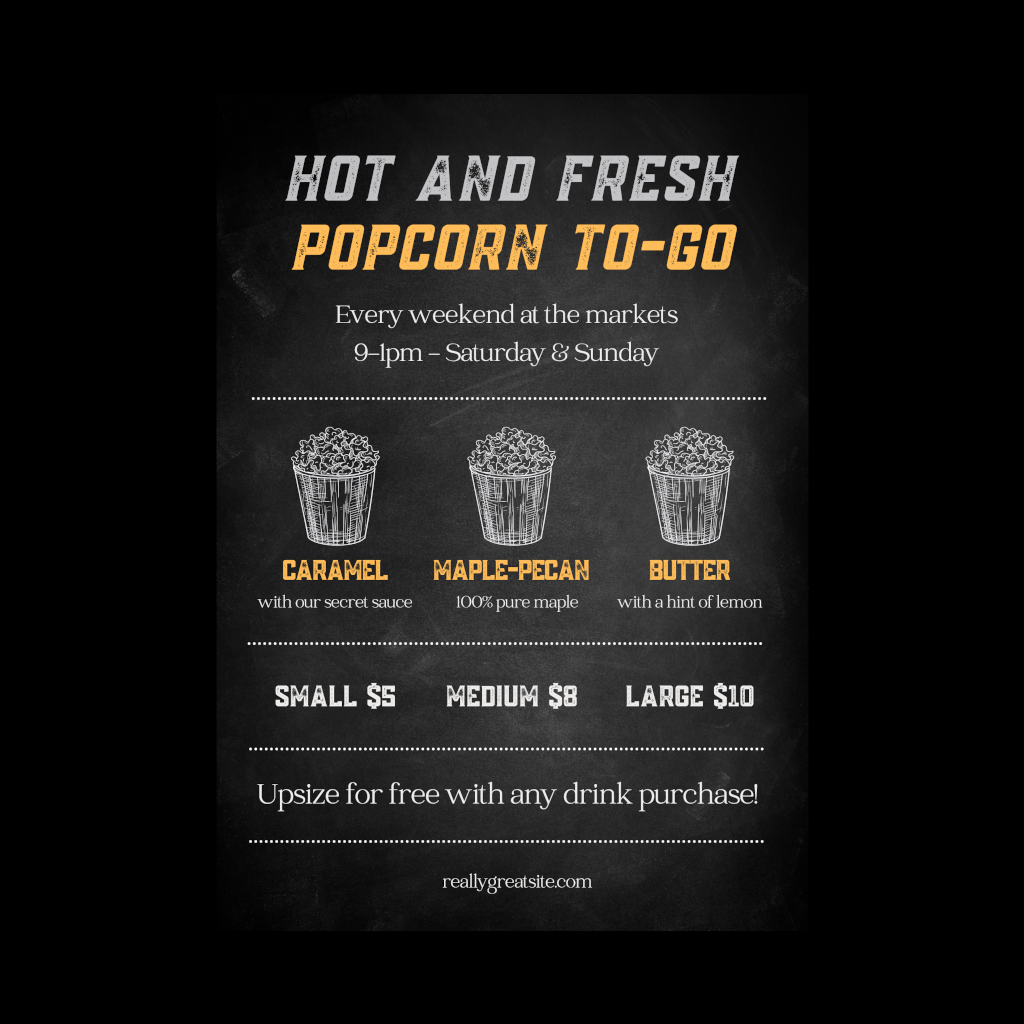 HOT AND FRESH
POPCORN TO-GO
Every weekend at the markets
9-1pm - Saturday & Sunday
CARAMEL MAPLE-PECAN BUTTER
with our secret sauce 100% pure maple with a hint of lemon
SMALL $5 MEDIUM $8 LARGE $10
Upsize for free with any drink purchase!
reallygreatsite.com